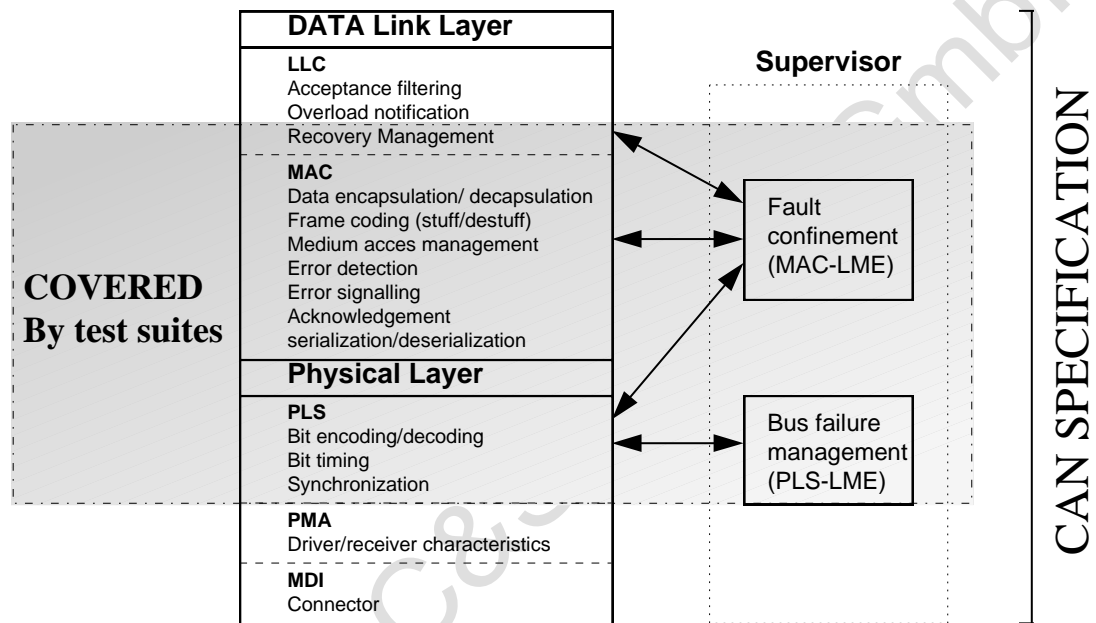 DATA Link Layer
LLC
Acceptance filtering
Overload notification
Recovery Management
MAC
Data encapsulation/ decapsulation
Frame coding (stuff/destuff)
Medium acces management
Error detection
Error signalling
Acknowledgement
serialization/deserialization
Physical Layer
PLS
Bit encoding/decoding
Bit timing
Synchronization
PMA
Driver/receiver characteristics
MDI
Connector
COVERED
By test suites
Supervisor
Fault
confinement
(MAC-LME)
Bus failure
management
(PLS-LME)
CAN SPECIFICATION